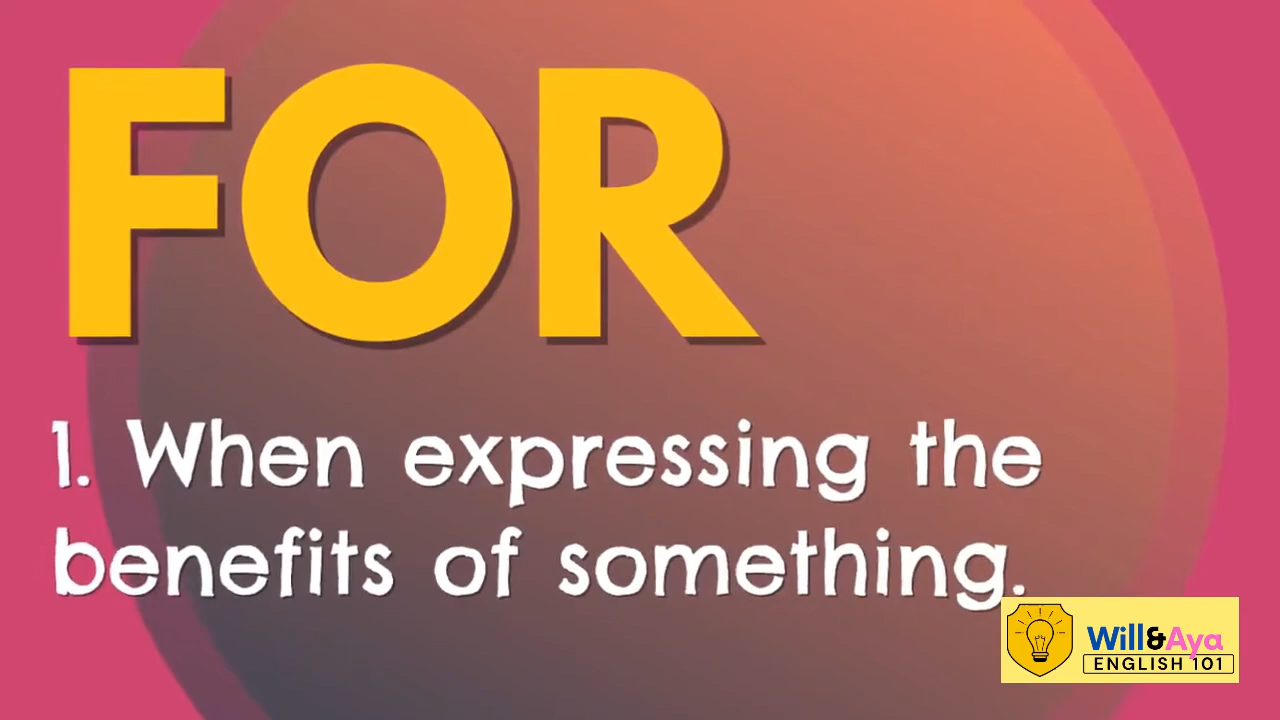 FOR
1. When expressing the
benefits of something.
Will&Aya
ENGLISH 101